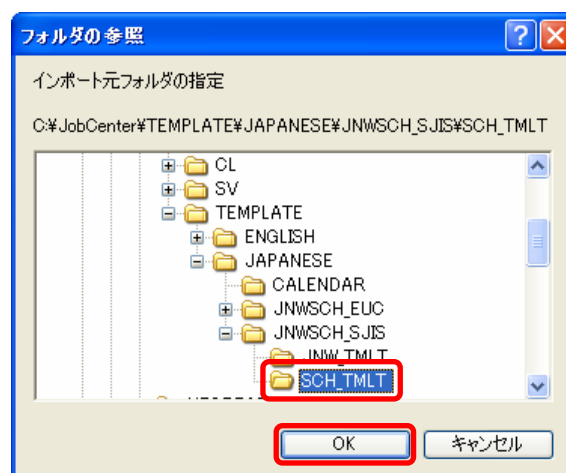 フォルダの参照
インポート元フォルダの指定
C:¥JobCenter¥TEMPLATE¥JAPANESE¥JNWSCH_SJIS¥SCH_TMLT
CL
SV
TEMPLATE
ENGLISH
JAPANESE
CALENDAR
JNWSCH_EUC
JNWSCH_SJIS
JNW_TMLT
SCH_TMLT
OK キャンセル